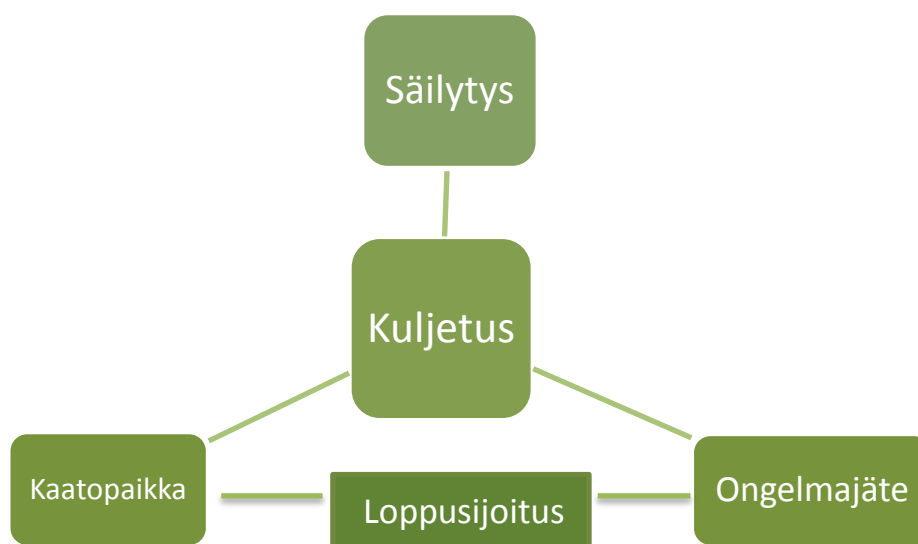 Säilytys
Kuljetus
Kaatopaikka
Loppusijoitus
Ongelmajäte